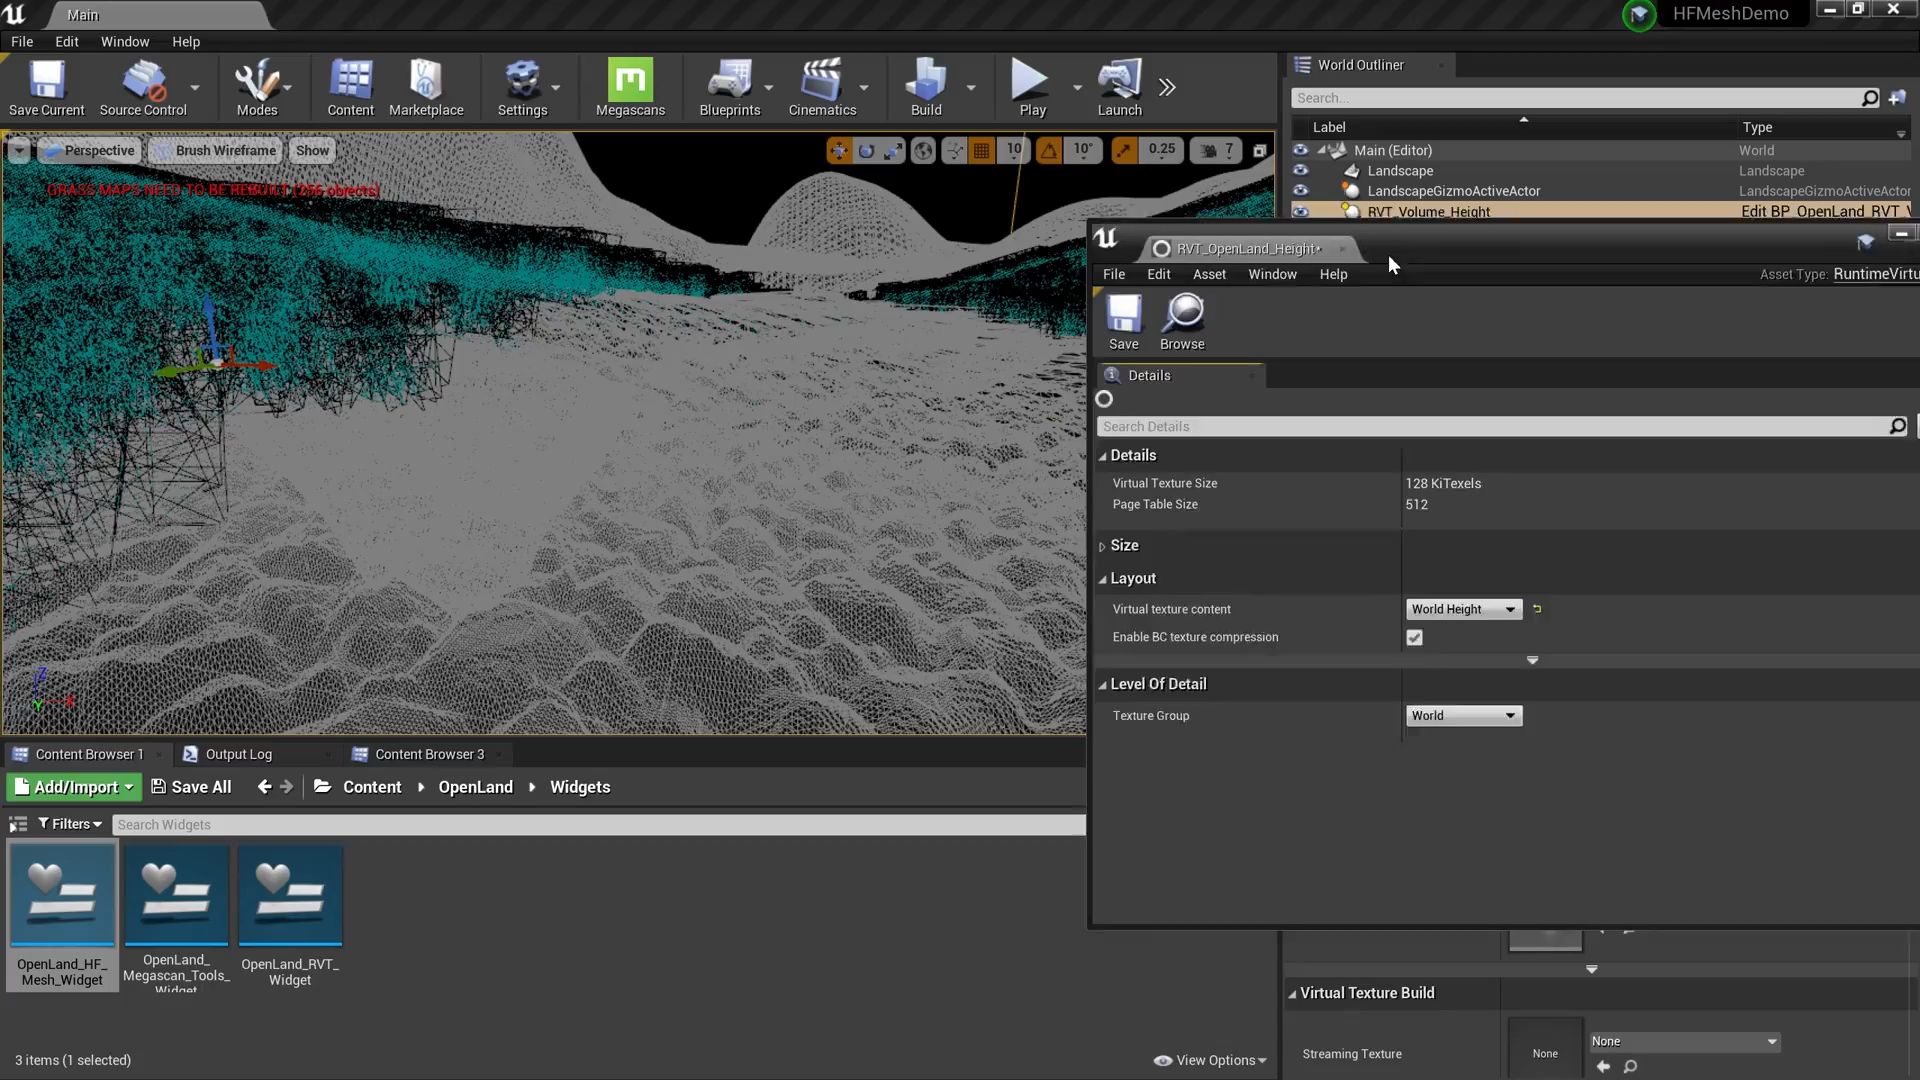 Main
HFMeshDemo
File Edit Window Help
Save Current
Source Control
Modes
Content
Marketplace
Settings
Megascans
Blueprints
Cinematics
Build
Play
Launch
World Outliner
Search...
Label Type
Main (Editor) World
Landscape Landscape
LandscapeGizmoActiveActor LandscapeGizmoActiveActor
RVT_Volume_Height Edit BP_OpenLand_RVT_
Perspective Brush Wireframe Show
10 10° 0.25 7
GRASS MAPS NEED TO BE REBUILT (256 objects)
RVT_OpenLand_Height*
File Edit Asset Window Help
Asset Type: RuntimeVirtu
Save
Browse
Details
Search Details
Details
Virtual Texture Size 128 KiTexels
Page Table Size 512
Size
Layout
Virtual texture content World Height
Enable BC texture compression
Level Of Detail
Texture Group World
Z
X
Y
Content Browser 1
Output Log
Content Browser 3
Add/Import Save All Content OpenLand Widgets
Filters Search Widgets
OpenLand_HF_
Mesh_Widget
OpenLand_
Megascan_Tools_
Widget
OpenLand_RVT_
Widget
3 items (1 selected)
View Options
Virtual Texture Build
Streaming Texture None None